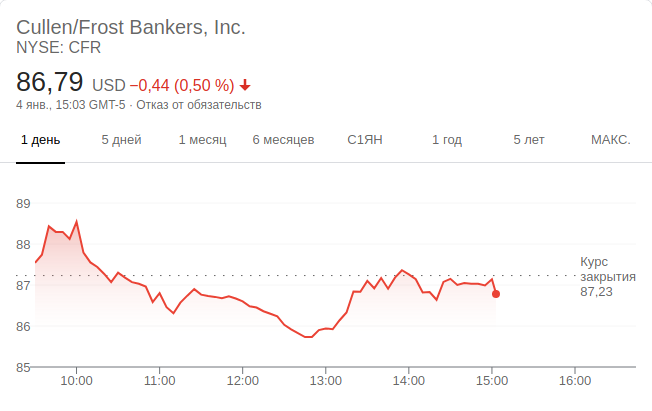 Cullen/Frost Bankers, Inc.
NYSE: CFR
86,79 USD −0,44 (0,50 %)
4 янв., 15:03 GMT-5 · Отказ от обязательств
1 день 5 дней 1 месяц 6 месяцев С1ЯН 1 год 5 лет МАКС.
89
88
Курс
закрытия
87,23
87
86
85
10:00 11:00 12:00 13:00 14:00 15:00 16:00